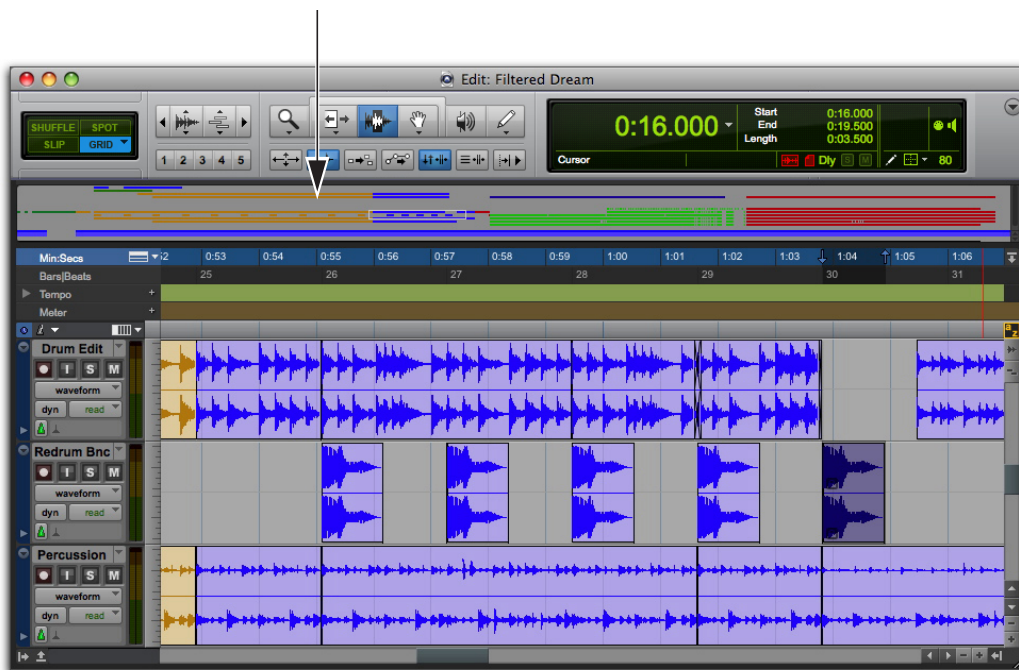 Edit: Filtered Dream
SHUFFLE SPOT
SLIP GRID
1 2 3 4 5
0:16.000
Start 0:16.000
End 0:19.500
Length 0:03.500
Cursor
Dly S M
80
Min:Secs
:52 0:53 0:54 0:55 0:56 0:57 0:58 0:59 1:00 1:01 1:02 1:03 1:04 1:05 1:06
Bars|Beats
25 26 27 28 29 30 31
Tempo +
Meter +
a z
Drum Edit
I S M
waveform
dyn read
Redrum Bnc
I S M
waveform
dyn read
Percussion
I S M
waveform
dyn read